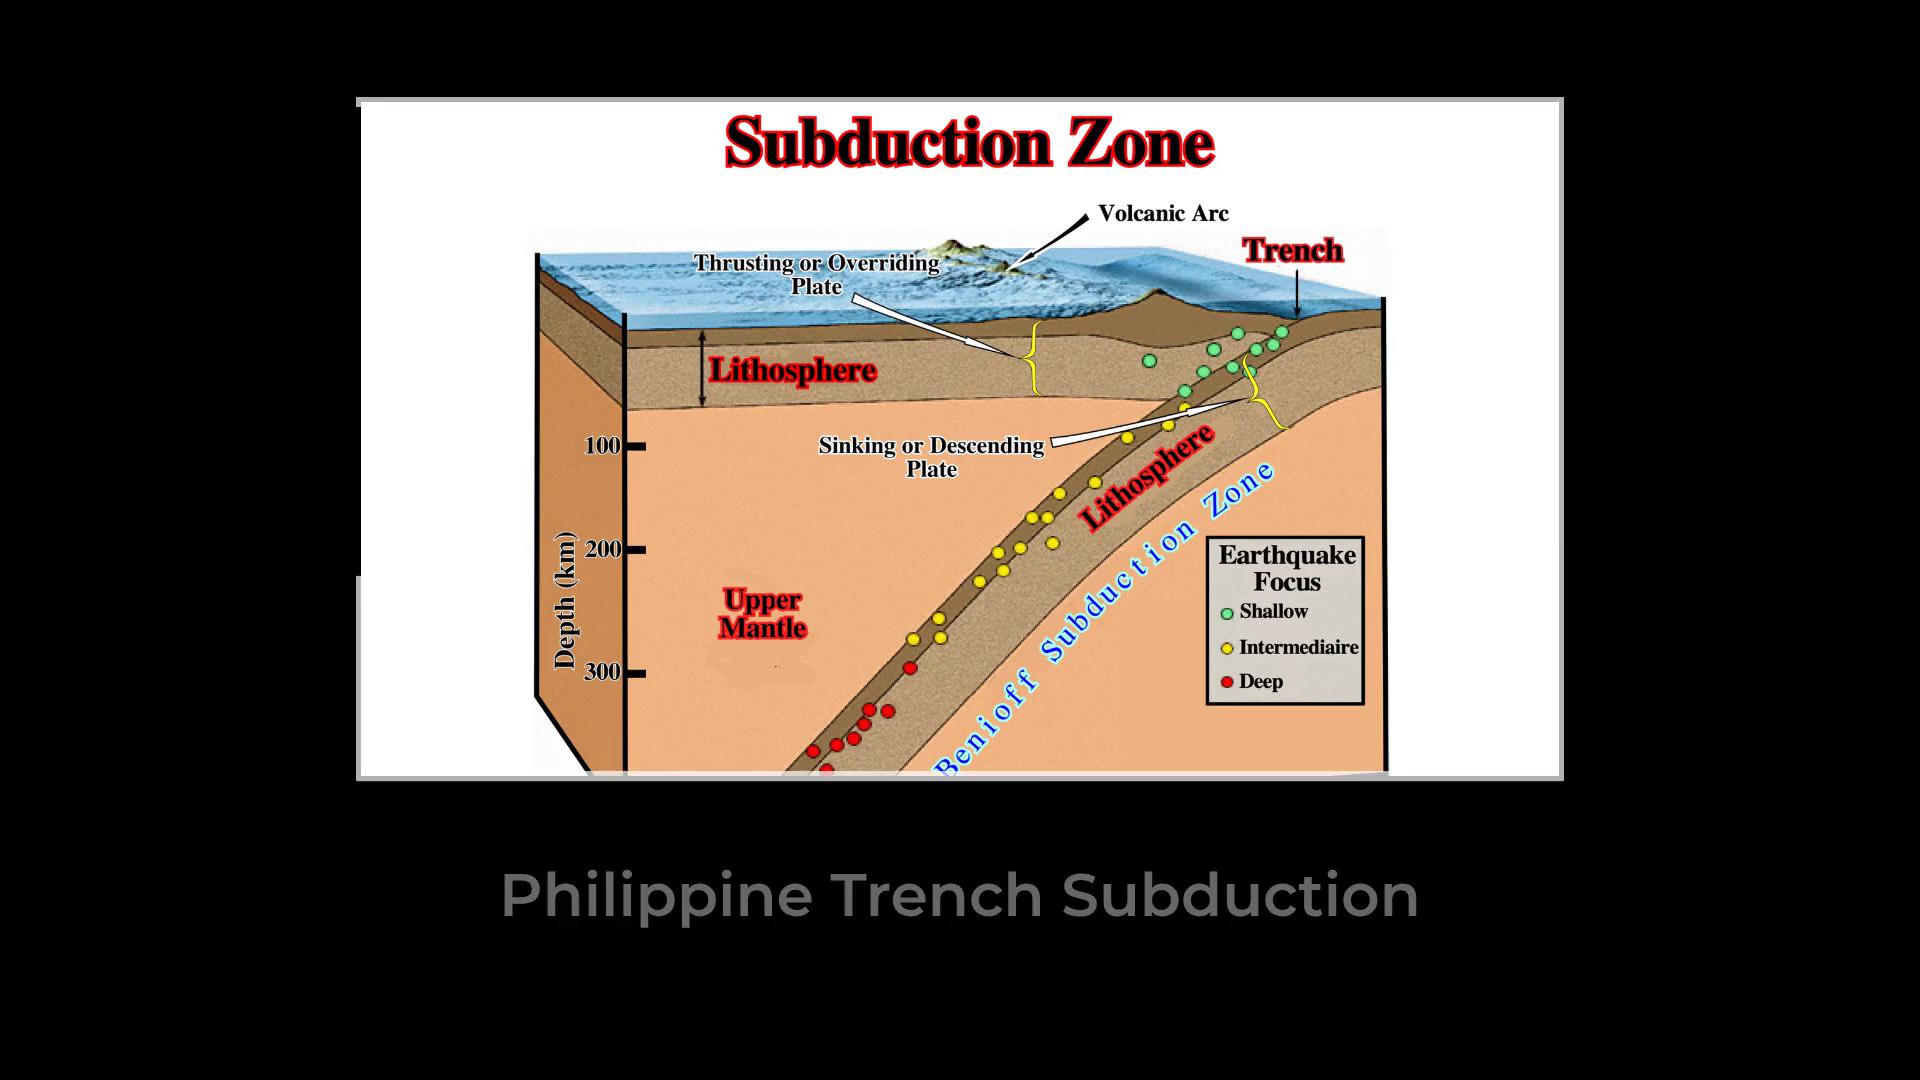 Subduction Zone
Volcanic Arc
Trench
Thrusting or Overriding
Plate
Lithosphere
Sinking or Descending
Plate
Lithosphere
100
200
300
Depth (km)
Upper
Mantle
Benioff Subduction Zone
Earthquake
Focus
Shallow
Intermediaire
Deep
Philippine Trench Subduction